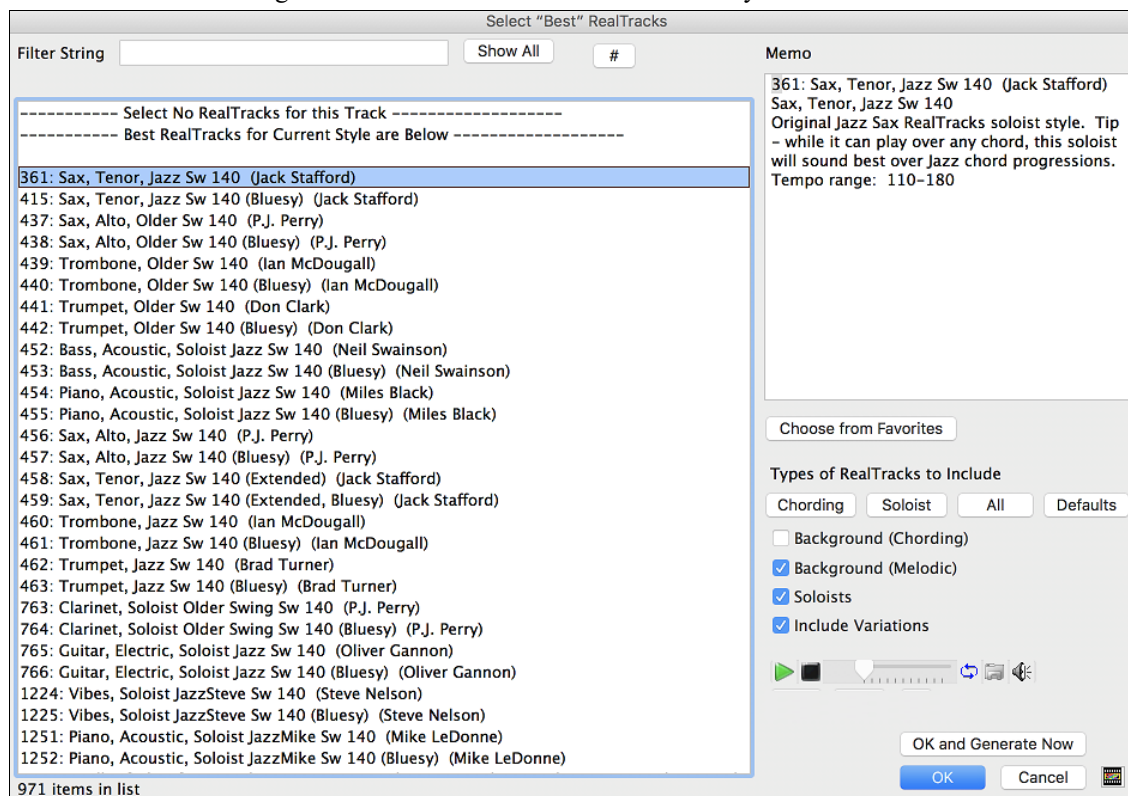 Select "Best" RealTracks
Filter String
Show All
#
Memo
----------- Select No RealTracks for this Track -------------------
----------- Best RealTracks for Current Style are Below -------------------
361: Sax, Tenor, Jazz Sw 140  (Jack Stafford)
415: Sax, Tenor, Jazz Sw 140 (Bluesy)  (Jack Stafford)
437: Sax, Alto, Older Sw 140  (P.J. Perry)
438: Sax, Alto, Older Sw 140 (Bluesy)  (P.J. Perry)
439: Trombone, Older Sw 140  (Ian McDougall)
440: Trombone, Older Sw 140 (Bluesy)  (Ian McDougall)
441: Trumpet, Older Sw 140  (Don Clark)
442: Trumpet, Older Sw 140 (Bluesy)  (Don Clark)
452: Bass, Acoustic, Soloist Jazz Sw 140  (Neil Swainson)
453: Bass, Acoustic, Soloist Jazz Sw 140 (Bluesy)  (Neil Swainson)
454: Piano, Acoustic, Soloist Jazz Sw 140  (Miles Black)
455: Piano, Acoustic, Soloist Jazz Sw 140 (Bluesy)  (Miles Black)
456: Sax, Alto, Jazz Sw 140  (P.J. Perry)
457: Sax, Alto, Jazz Sw 140 (Bluesy)  (P.J. Perry)
458: Sax, Tenor, Jazz Sw 140 (Extended)  (Jack Stafford)
459: Sax, Tenor, Jazz Sw 140 (Extended, Bluesy)  (Jack Stafford)
460: Trombone, Jazz Sw 140  (Ian McDougall)
461: Trombone, Jazz Sw 140 (Bluesy)  (Ian McDougall)
462: Trumpet, Jazz Sw 140  (Brad Turner)
463: Trumpet, Jazz Sw 140 (Bluesy)  (Brad Turner)
763: Clarinet, Soloist Older Swing Sw 140  (P.J. Perry)
764: Clarinet, Soloist Older Swing Sw 140 (Bluesy)  (P.J. Perry)
765: Guitar, Electric, Soloist Jazz Sw 140  (Oliver Gannon)
766: Guitar, Electric, Soloist Jazz Sw 140 (Bluesy)  (Oliver Gannon)
1224: Vibes, Soloist JazzSteve Sw 140  (Steve Nelson)
1225: Vibes, Soloist JazzSteve Sw 140 (Bluesy)  (Steve Nelson)
1251: Piano, Acoustic, Soloist JazzMike Sw 140  (Mike LeDonne)
1252: Piano, Acoustic, Soloist JazzMike Sw 140 (Bluesy)  (Mike LeDonne)
971 items in list
361: Sax, Tenor, Jazz Sw 140  (Jack Stafford)
Sax, Tenor, Jazz Sw 140
Original Jazz Sax RealTracks soloist style.  Tip
– while it can play over any chord, this soloist
will sound best over Jazz chord progressions.
Tempo range:  110-180
Choose from Favorites
Types of RealTracks to Include
Chording
Soloist
All
Defaults
Background (Chording)
Background (Melodic)
Soloists
Include Variations
OK and Generate Now
OK
Cancel